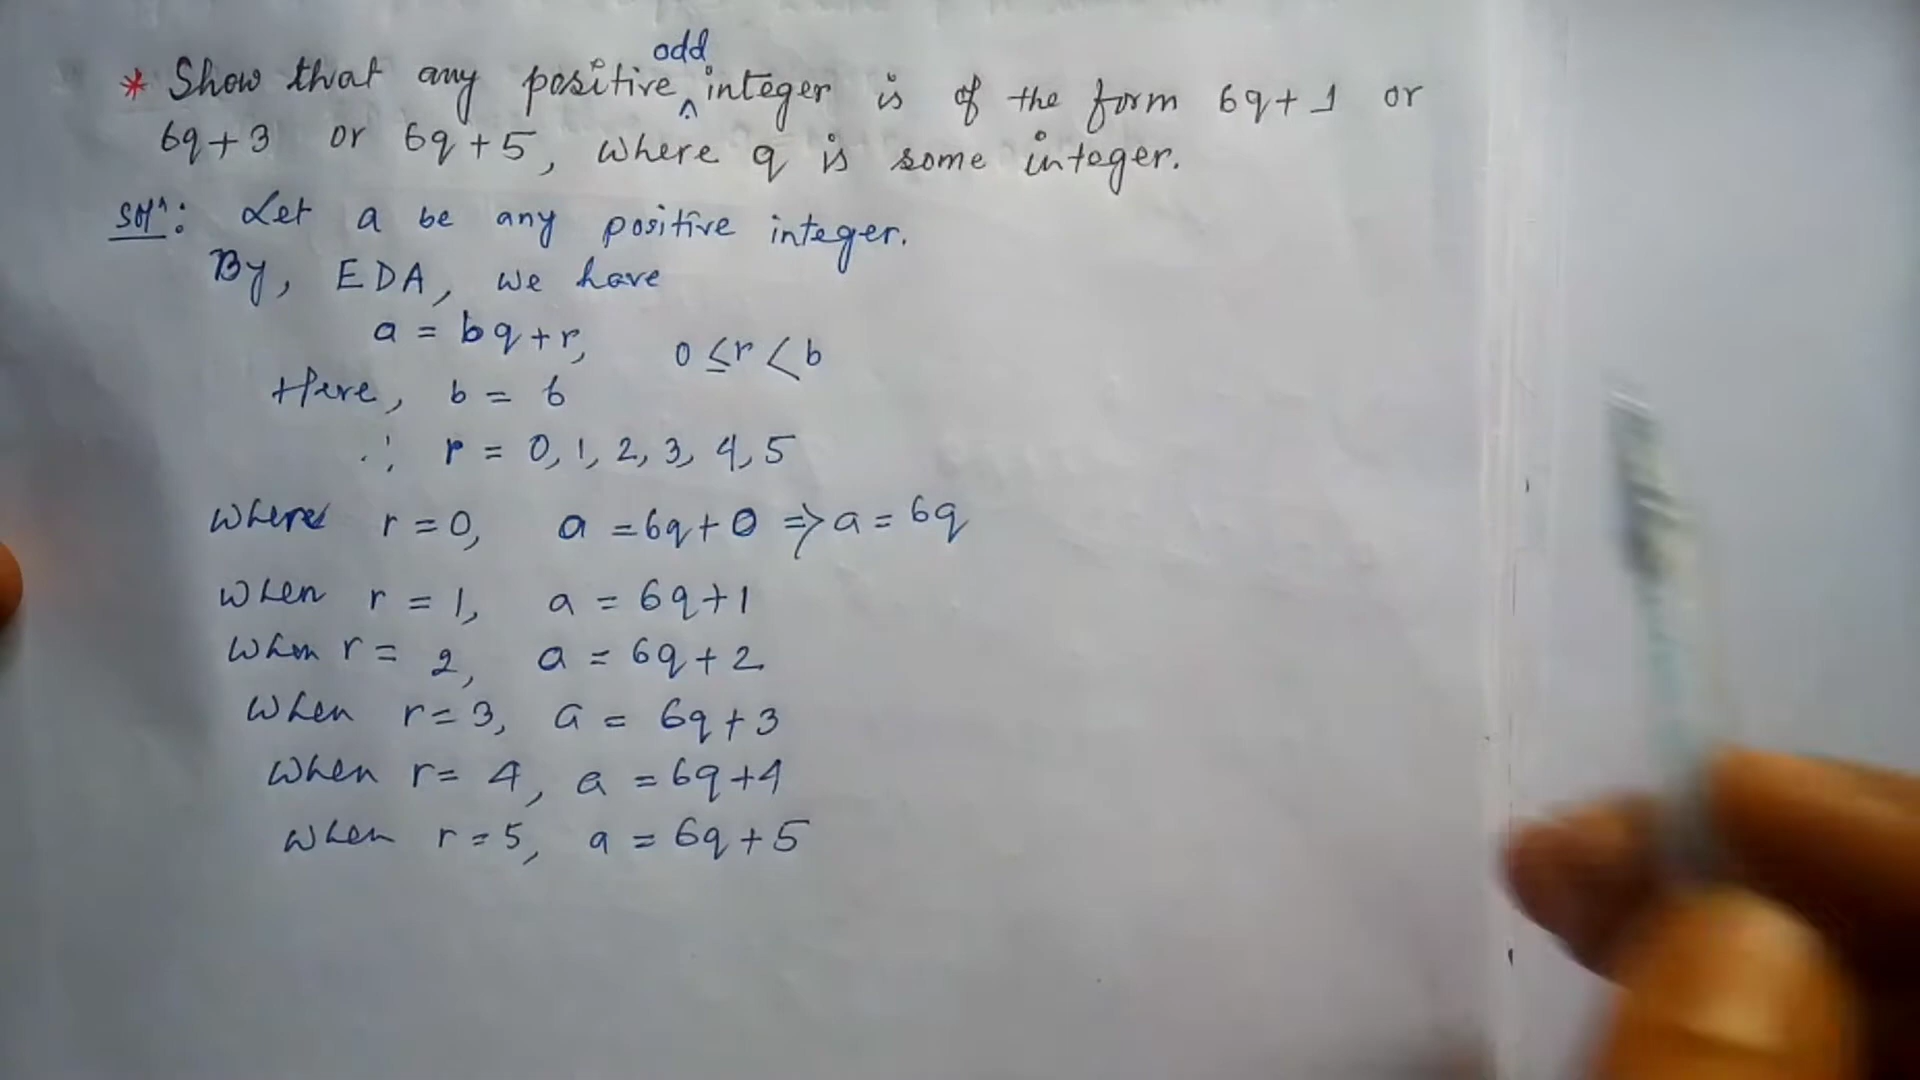 * Show that any positive odd integer is of the form 6q+1 or
6q+3 or 6q+5, where q is some integer.
Solⁿ: Let a be any positive integer.
By, EDA, we have
a = bq+r, 0 ≤ r < b
Here, b = 6
∴ r = 0, 1, 2, 3, 4, 5
Where r = 0, a = 6q+0 ⇒ a = 6q
When r = 1, a = 6q+1
When r = 2, a = 6q+2
When r = 3, a = 6q+3
When r = 4, a = 6q+4
When r = 5, a = 6q+5